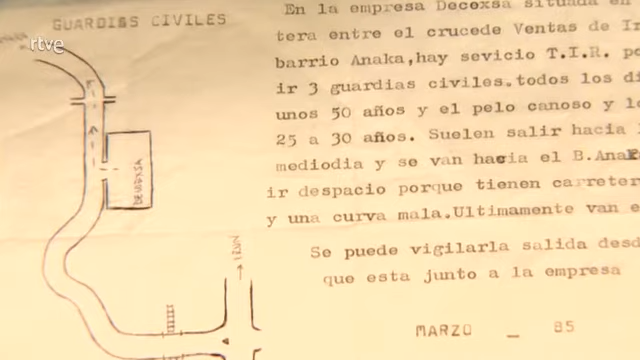 GUARDIAS CIVILES
rtve
En la empresa Decexsa situada en
tera entre el crucede Ventas de Ir
barrio Anaka,hay sevicio T.I.R. po
ir 3 guardias civiles.todos los di
unos 50 años y el pelo canoso y lo
25 a 30 años. Suelen salir hacia
mediodia y se van hacia el B.Anak
ir despacio porque tienen carreter
y una curva mala.Ultimamente van e
Se puede vigilarla salida desd
que esta junto a la empresa
MARZO _ 85
IRUN